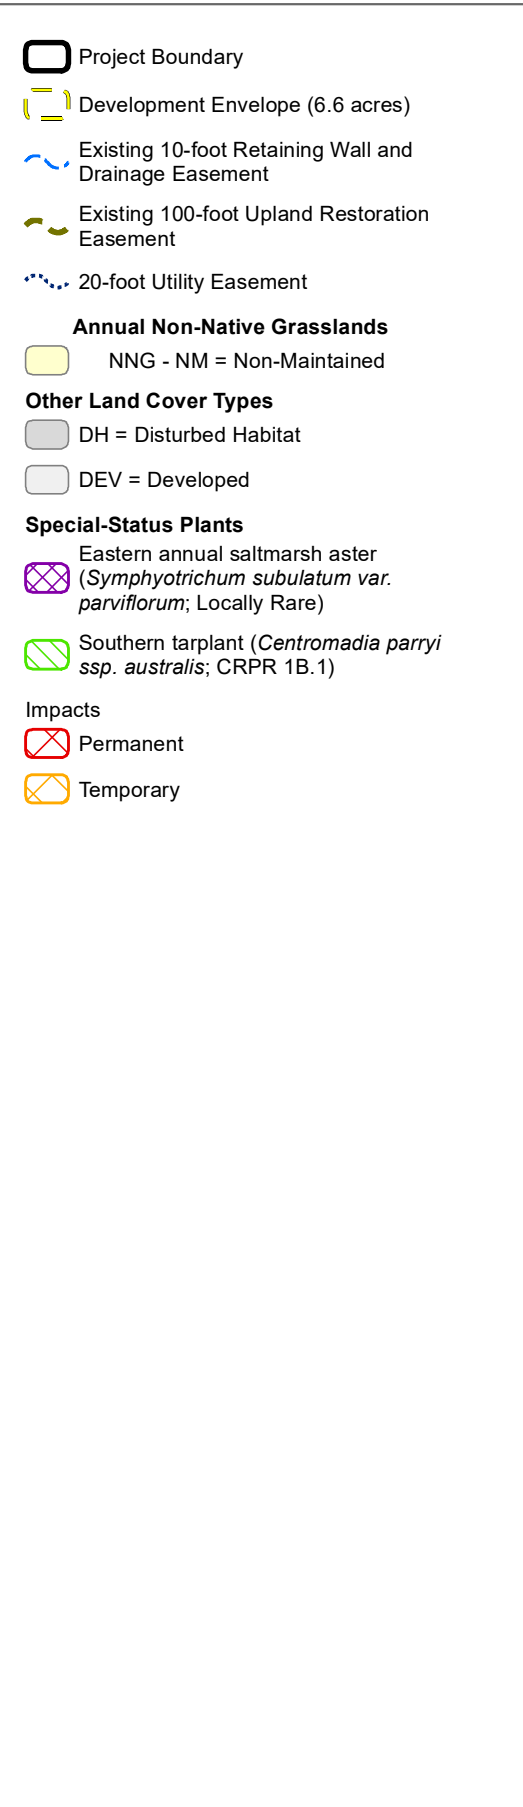 Project Boundary
Development Envelope (6.6 acres)
Existing 10-foot Retaining Wall and
Drainage Easement
Existing 100-foot Upland Restoration
Easement
20-foot Utility Easement
Annual Non-Native Grasslands
NNG - NM = Non-Maintained
Other Land Cover Types
DH = Disturbed Habitat
DEV = Developed
Special-Status Plants
Eastern annual saltmarsh aster
(Symphyotrichum subulatum var.
parviflorum; Locally Rare)
Southern tarplant (Centromadia parryi
ssp. australis; CRPR 1B.1)
Impacts
Permanent
Temporary